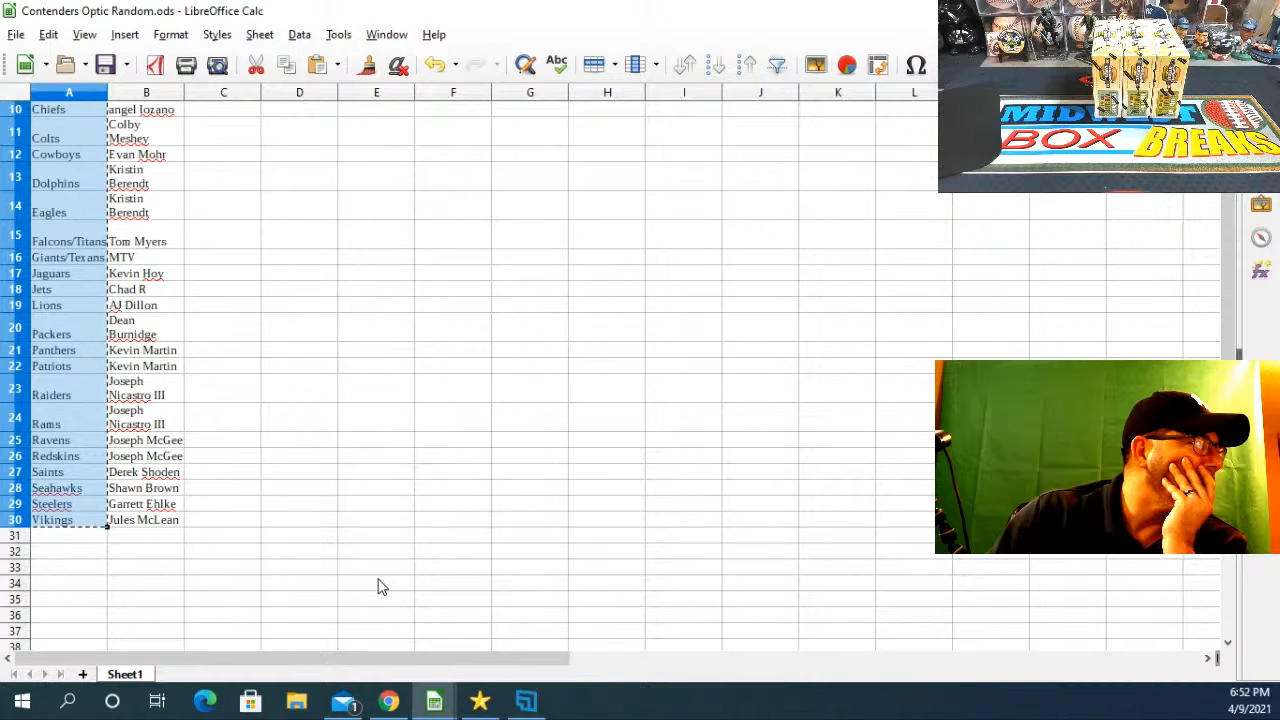 Contenders Optic Random.ods - LibreOffice Calc
File Edit View Insert Format Styles Sheet Data Tools Window Help
Abc
A B C D E F G H I J K L
10 Chiefs angel lozano
11 Colts Colby
Meshey
12 Cowboys Evan Mohr
13 Dolphins Kristin
Berendt
14 Eagles Kristin
Berendt
15 Falcons/Titans Tom Myers
16 Giants/Texans MTV
17 Jaguars Kevin Hoy
18 Jets Chad R
19 Lions AJ Dillon
20 Packers Dean
Burnidge
21 Panthers Kevin Martin
22 Patriots Kevin Martin
23 Raiders Joseph
Nicastro III
24 Rams Joseph
Nicastro III
25 Ravens Joseph McGee
26 Redskins Joseph McGee
27 Saints Derek Shoden
28 Seahawks Shawn Brown
29 Steelers Garrett Ehlke
30 Vikings Jules McLean
31
32
33
34
35
36
37
38
Sheet1
1
6:52 PM
4/9/2021
MIDWEST
BOX BREAKS